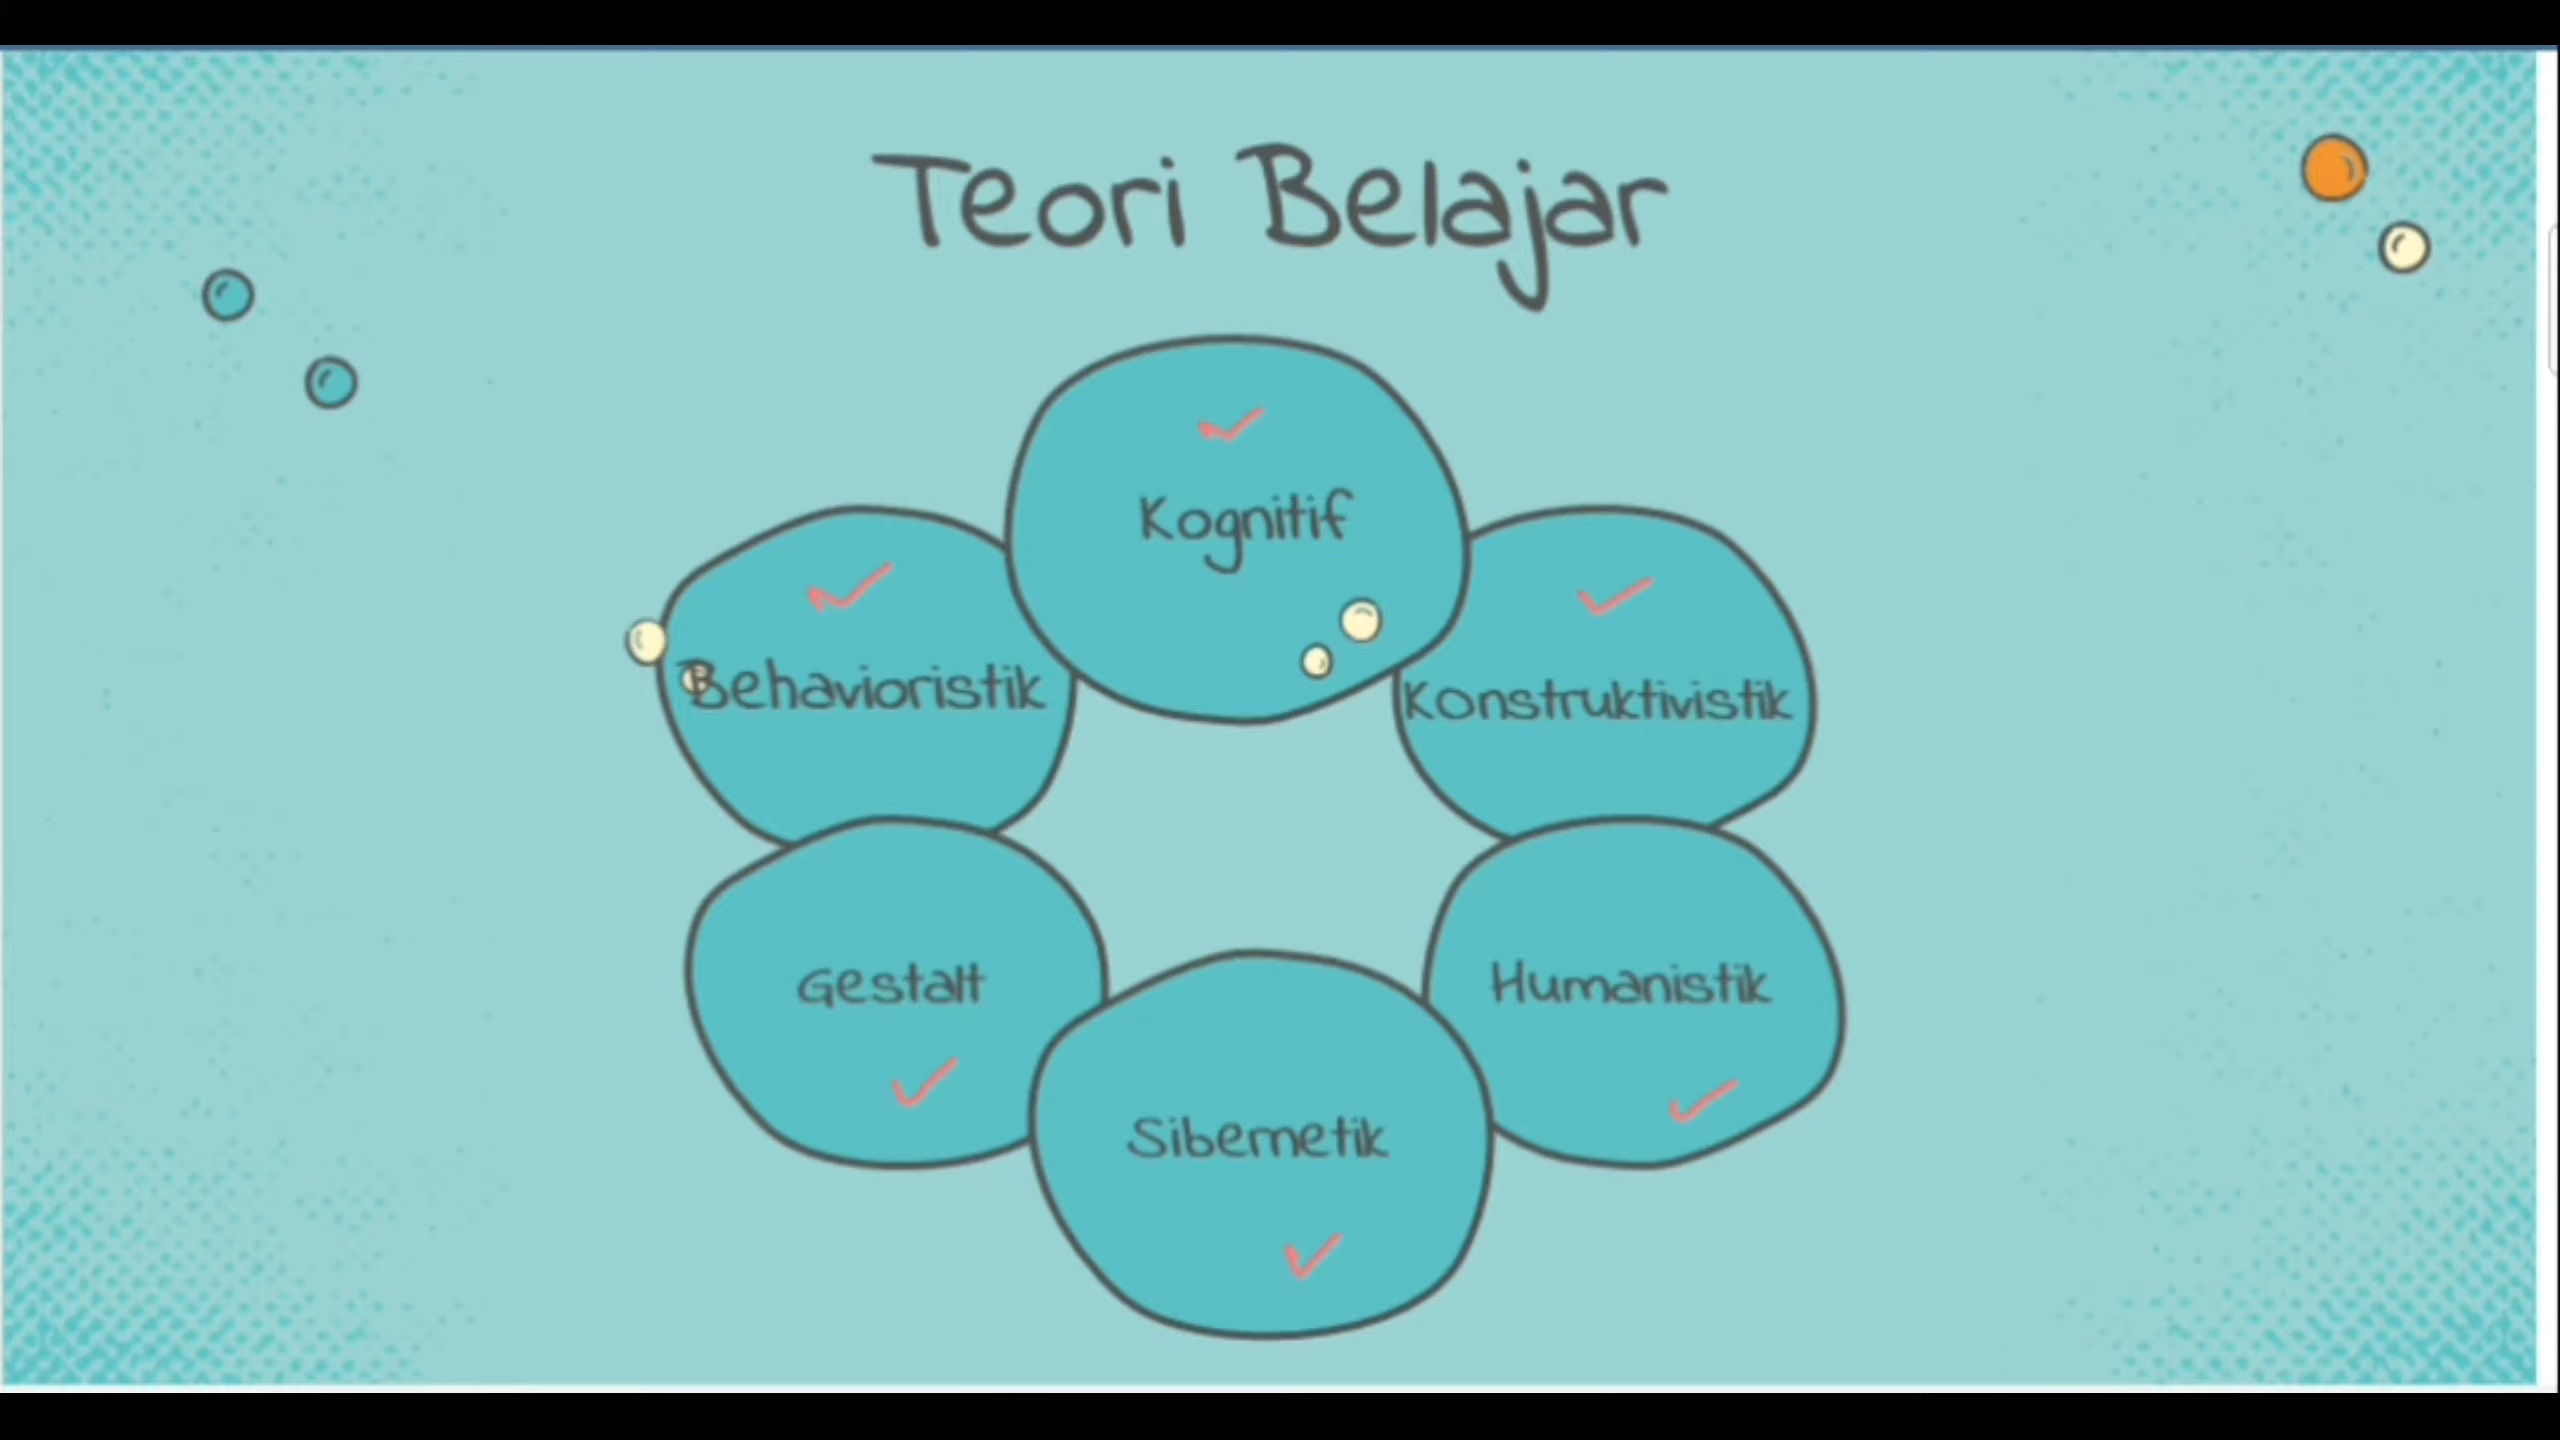 Teori Belajar
Kognitif
Behavioristik
Konstruktivistik
Gestalt
Humanistik
Sibernetik